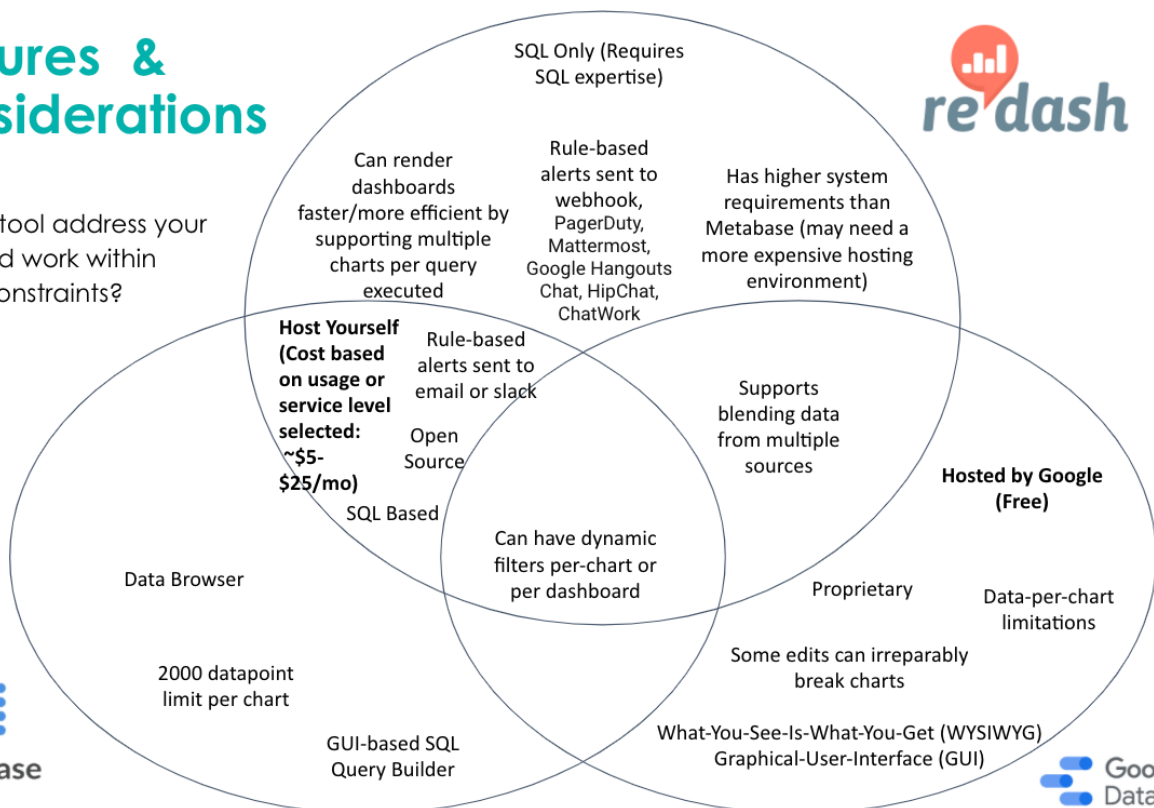 ures &
siderations
tool address your
d work within
onstraints?
re dash
SQL Only (Requires
SQL expertise)
Can render
dashboards
faster/more efficient by
supporting multiple
charts per query
executed
Rule-based
alerts sent to
webhook,
PagerDuty,
Mattermost,
Google Hangouts
Chat, HipChat,
ChatWork
Has higher system
requirements than
Metabase (may need a
more expensive hosting
environment)
Host Yourself
(Cost based
on usage or
service level
selected:
~$5-
$25/mo)
Rule-based
alerts sent to
email or slack
Open
Source
SQL Based
Supports
blending data
from multiple
sources
Hosted by Google
(Free)
Can have dynamic
filters per-chart or
per dashboard
Data Browser
2000 datapoint
limit per chart
GUI-based SQL
Query Builder
Proprietary
Data-per-chart
limitations
Some edits can irreparably
break charts
What-You-See-Is-What-You-Get (WYSIWYG)
Graphical-User-Interface (GUI)
ase
Goo
Data